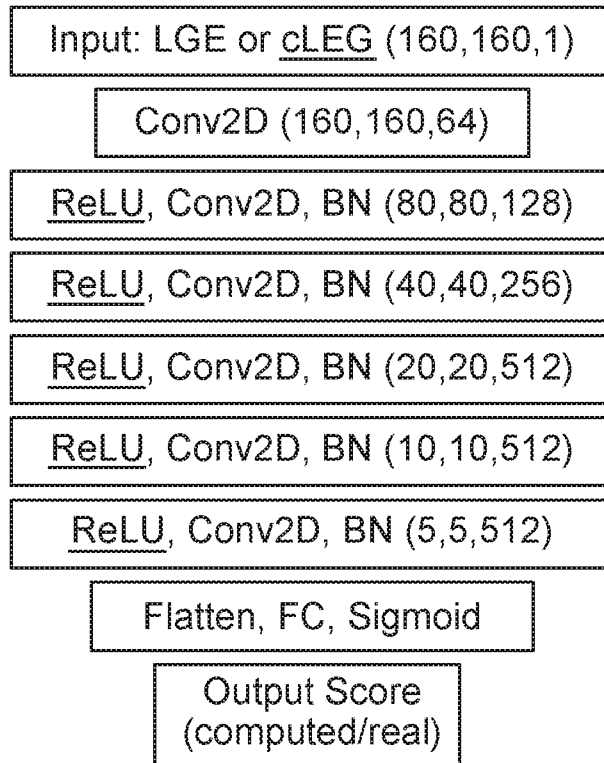 Input: LGE or cLEG (160,160,1)
Conv2D (160,160,64)
ReLU, Conv2D, BN (80,80,128)
ReLU, Conv2D, BN (40,40,256)
ReLU, Conv2D, BN (20,20,512)
ReLU, Conv2D, BN (10,10,512)
ReLU, Conv2D, BN (5,5,512)
Flatten, FC, Sigmoid
Output Score
(computed/real)